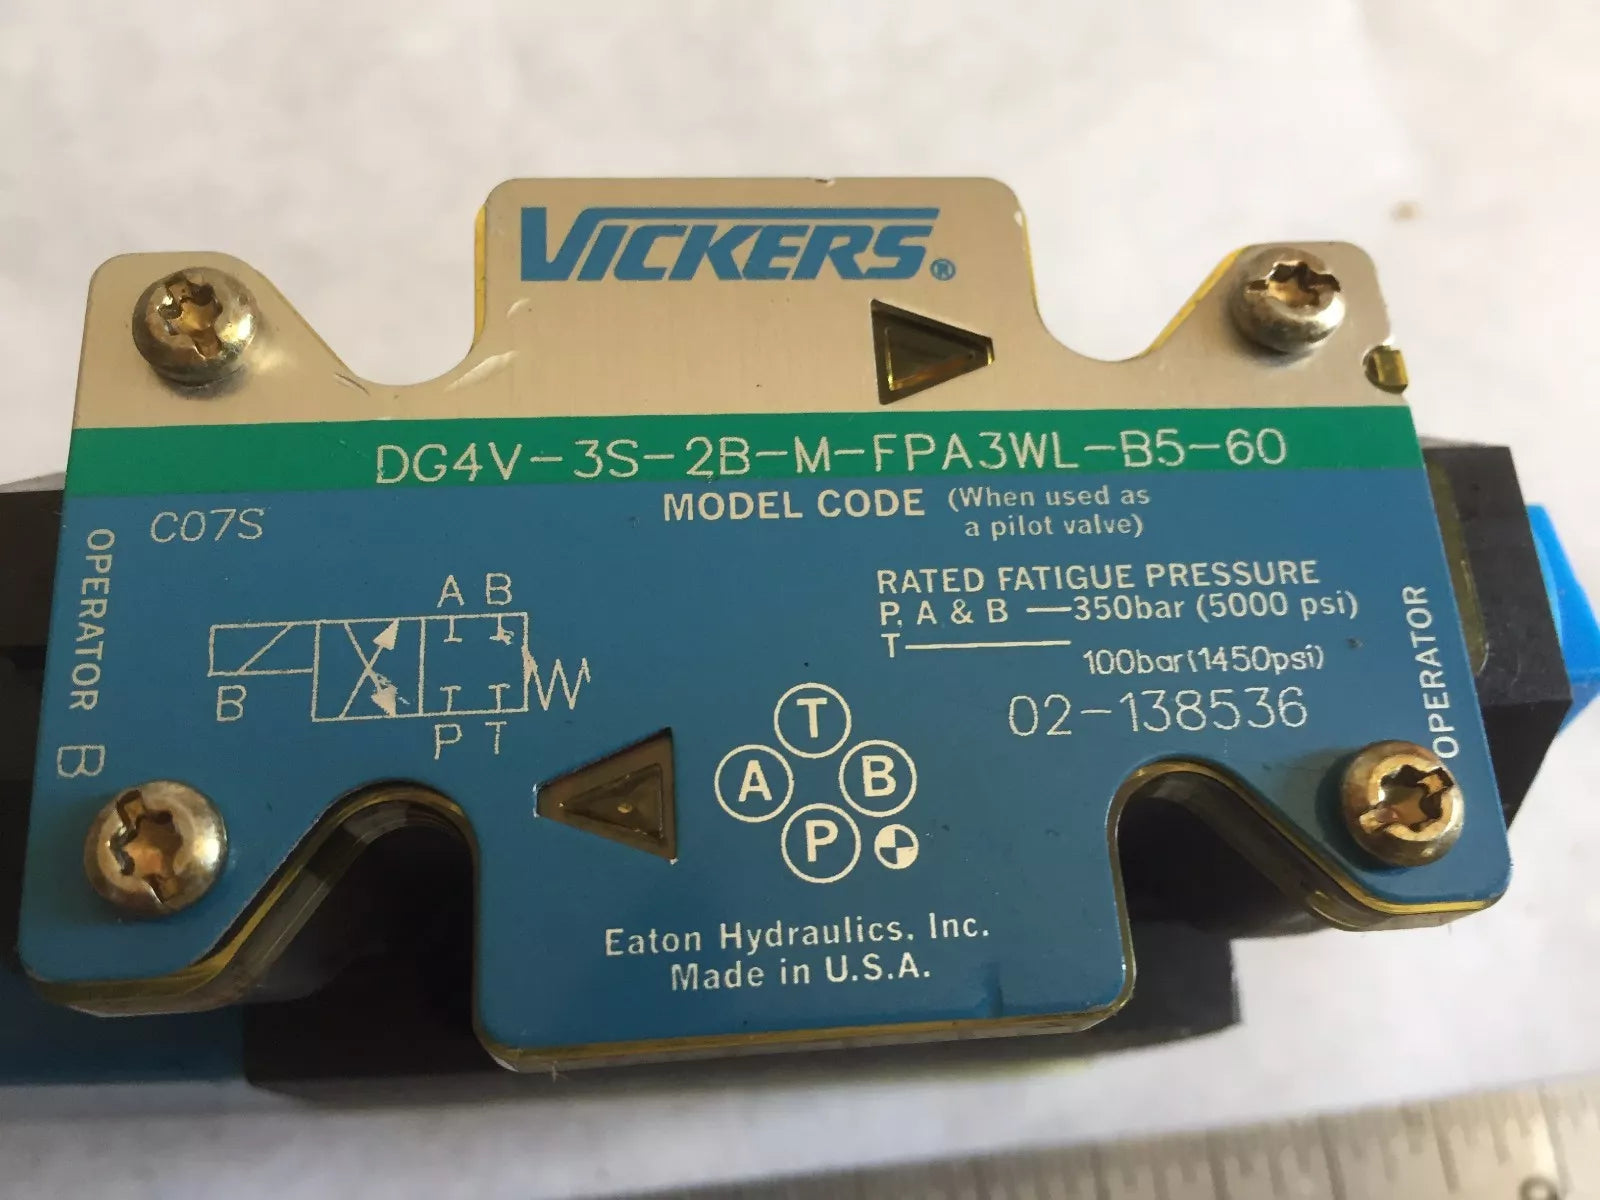 VICKERS®
DG4V-3S-2B-M-FPA3WL-B5-60
MODEL CODE (When used as
a pilot valve)
C07S
OPERATOR B
A B
B
P T
RATED FATIGUE PRESSURE
P, A & B —350bar (5000 psi)
T— 100bar(1450psi)
02-138536
OPERATOR
T
A B
P
Eaton Hydraulics, Inc.
Made in U.S.A.